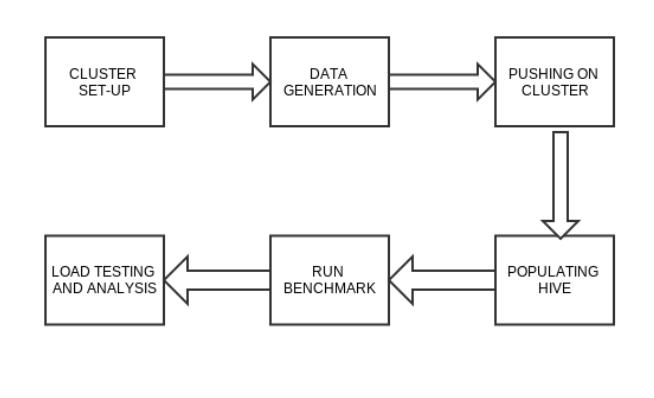 CLUSTER
SET-UP
DATA
GENERATION
PUSHING ON
CLUSTER
POPULATING
HIVE
RUN
BENCHMARK
LOAD TESTING
AND ANALYSIS